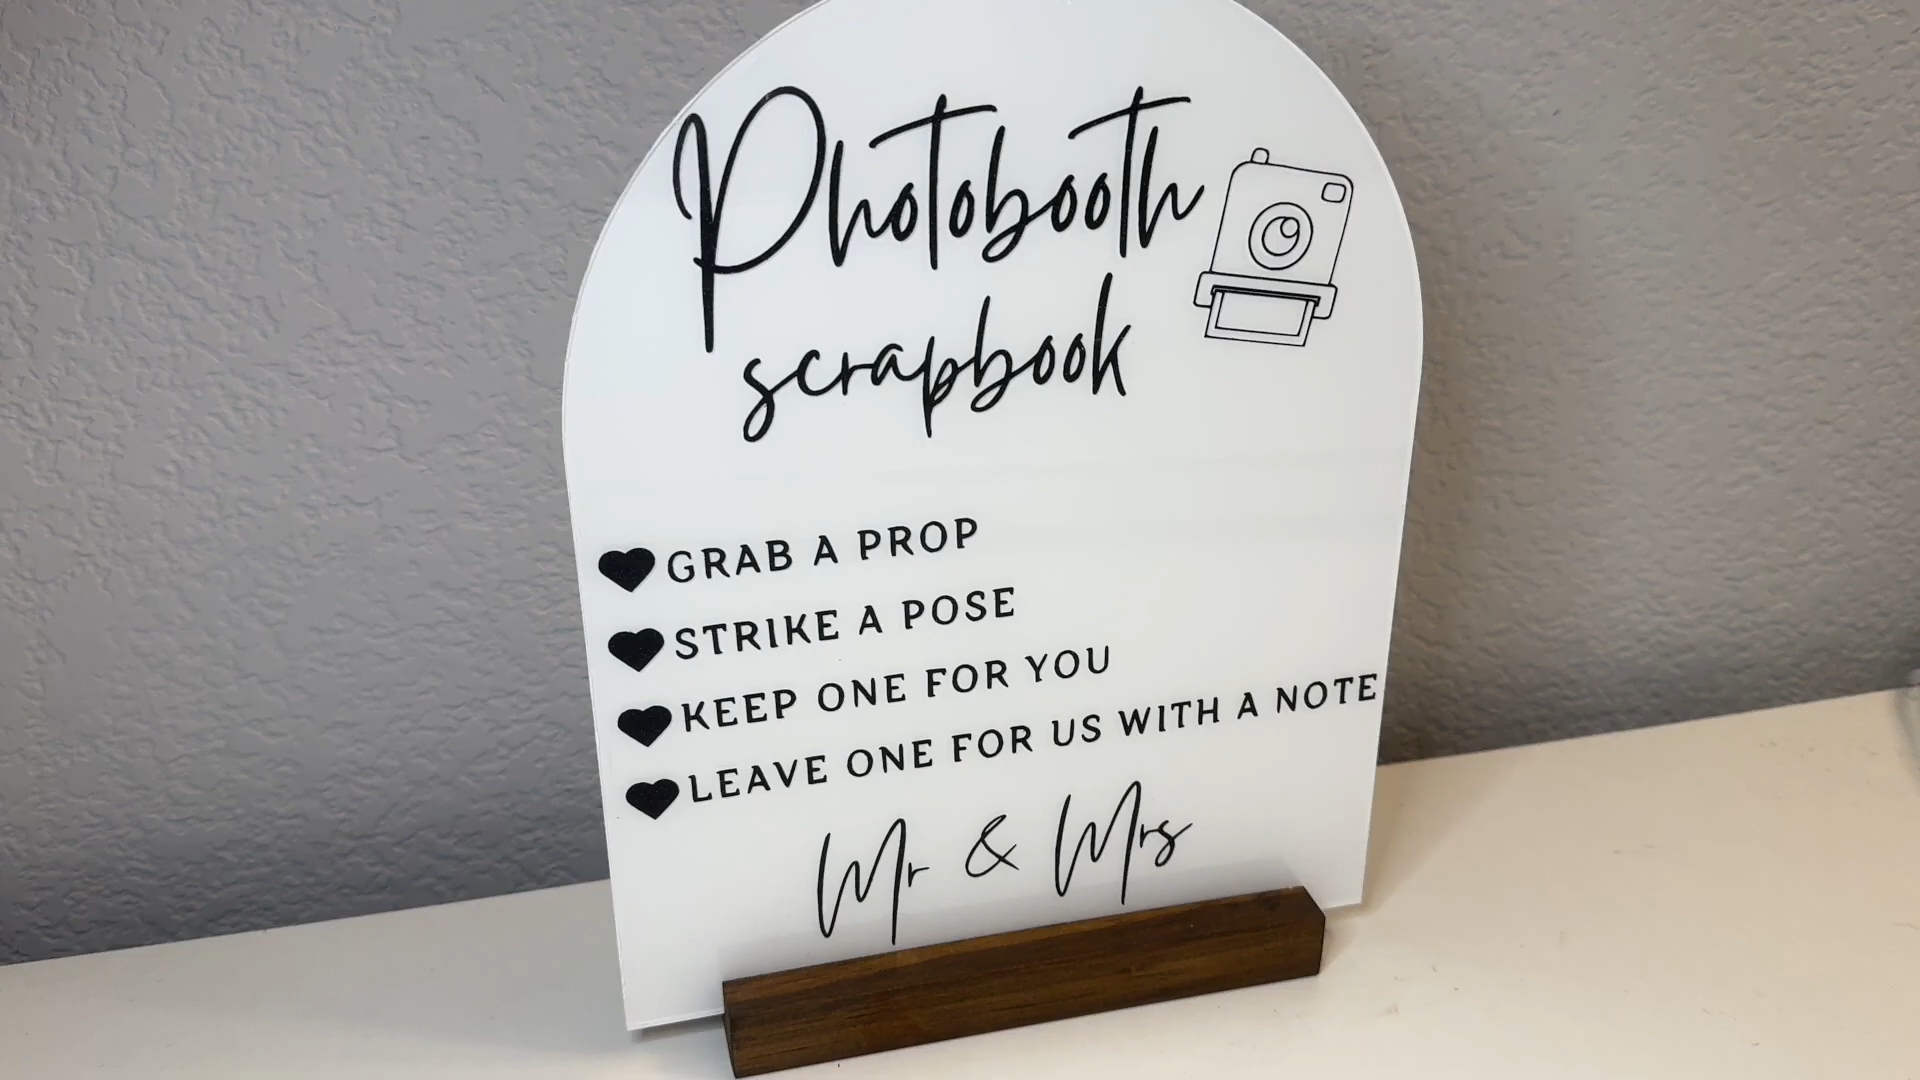 Photobooth
scrapbook
GRAB A PROP
STRIKE A POSE
KEEP ONE FOR YOU
LEAVE ONE FOR US WITH A NOTE
Mr & Mrs